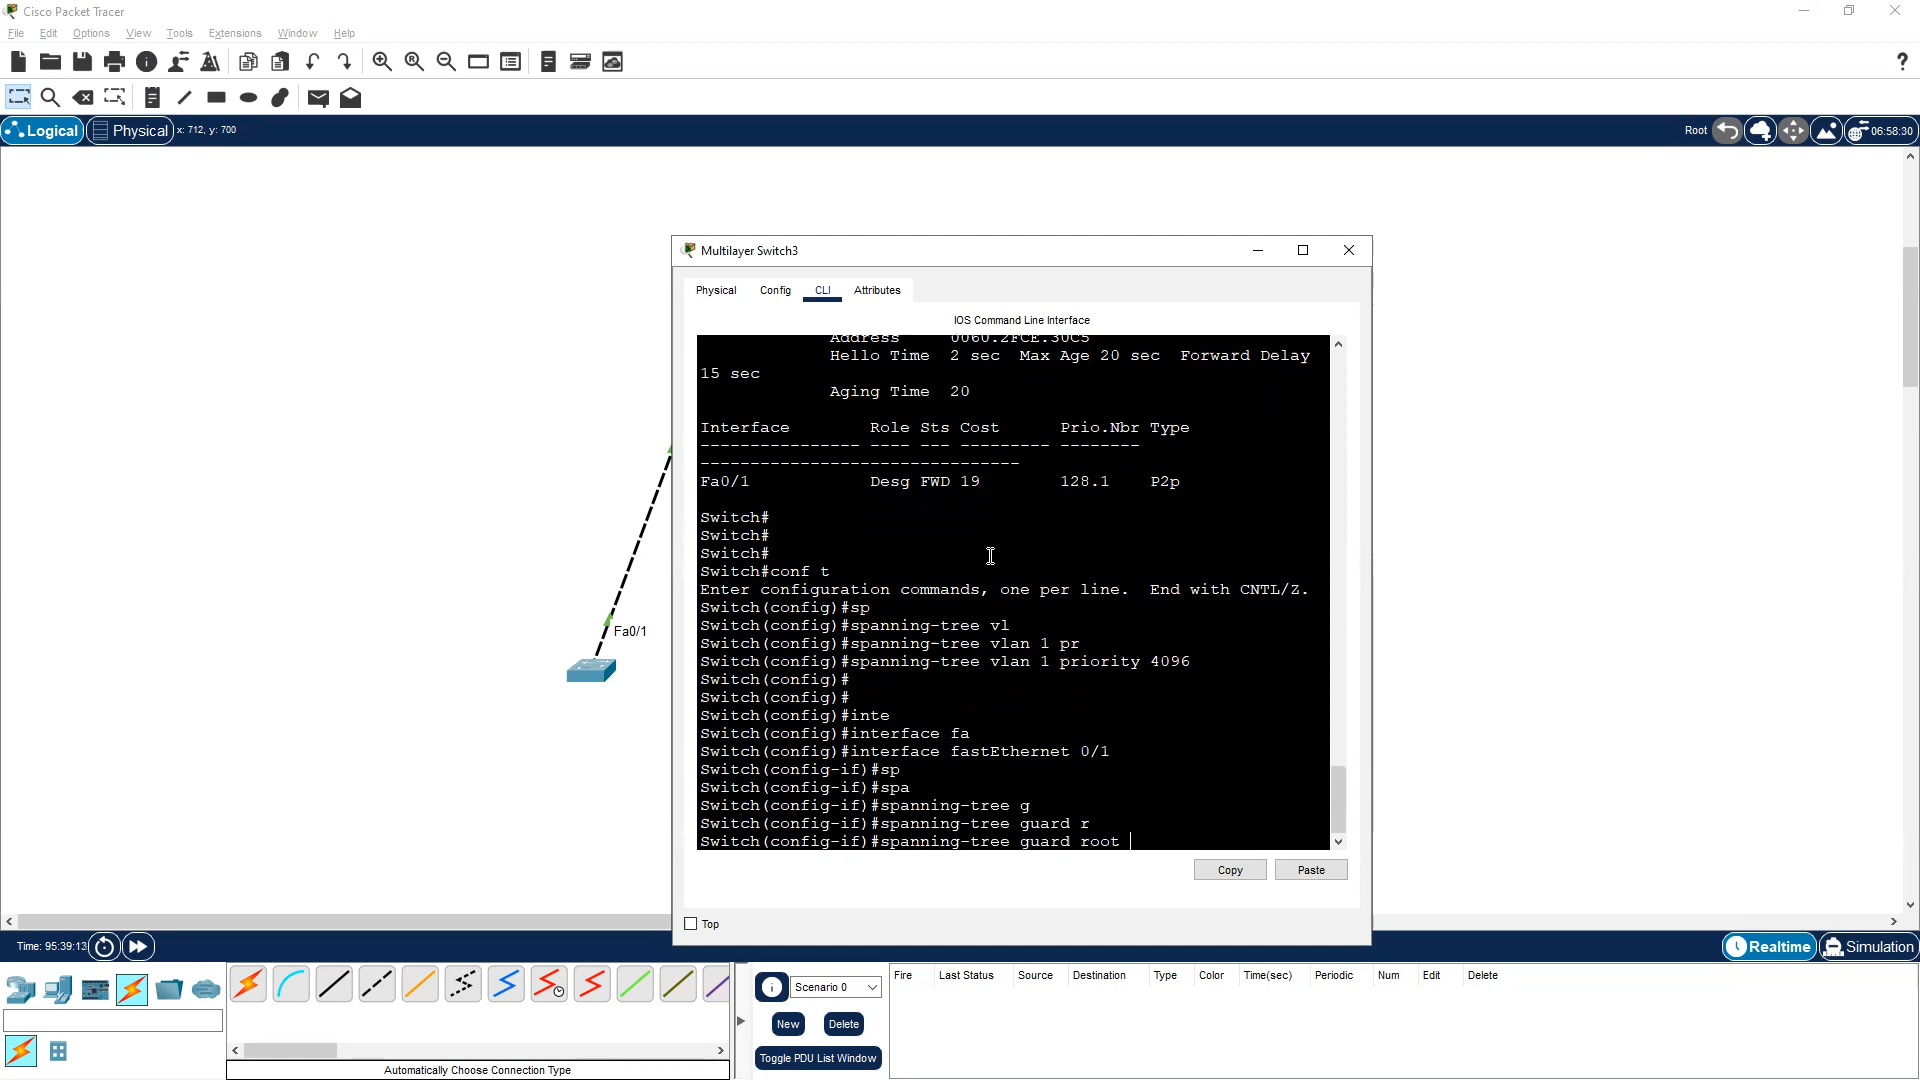 Cisco Packet Tracer
File Edit Options View Tools Extensions Window Help
?
Logical Physical x: 712, y: 700 Root 06:58:30
Fa0/1
Multilayer Switch3
Physical Config CLI Attributes
IOS Command Line Interface
Address 0060.2FCE.30C5
Hello Time 2 sec Max Age 20 sec Forward Delay
15 sec
Aging Time 20
Interface Role Sts Cost Prio.Nbr Type
---------------- ---- --- --------- --------
--------------------------------
Fa0/1 Desg FWD 19 128.1 P2p
Switch#
Switch#
Switch#
Switch#conf t
Enter configuration commands, one per line. End with CNTL/Z.
Switch(config)#sp
Switch(config)#spanning-tree vl
Switch(config)#spanning-tree vlan 1 pr
Switch(config)#spanning-tree vlan 1 priority 4096
Switch(config)#
Switch(config)#
Switch(config)#inte
Switch(config)#interface fa
Switch(config)#interface fastEthernet 0/1
Switch(config-if)#sp
Switch(config-if)#spa
Switch(config-if)#spanning-tree g
Switch(config-if)#spanning-tree guard r
Switch(config-if)#spanning-tree guard root
Copy Paste
Top
Time: 95:39:13 Realtime Simulation
Scenario 0
New Delete
Toggle PDU List Window
Fire Last Status Source Destination Type Color Time(sec) Periodic Num Edit Delete
Automatically Choose Connection Type